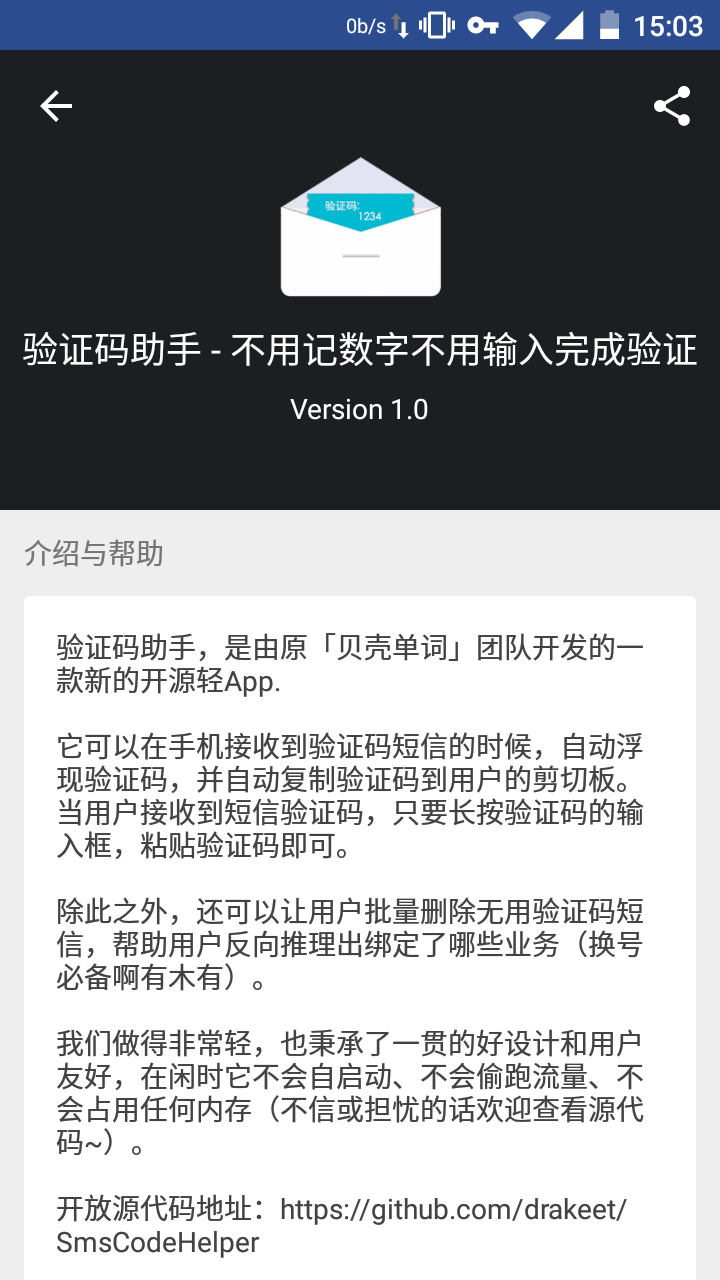 0b/s 15:03
验证码:
1234
验证码助手 - 不用记数字不用输入完成验证
Version 1.0
介绍与帮助
验证码助手，是由原「贝壳单词」团队开发的一
款新的开源轻App.
它可以在手机接收到验证码短信的时候，自动浮
现验证码，并自动复制验证码到用户的剪切板。
当用户接收到短信验证码，只要长按验证码的输
入框，粘贴验证码即可。
除此之外，还可以让用户批量删除无用验证码短
信，帮助用户反向推理出绑定了哪些业务（换号
必备啊有木有）。
我们做得非常轻，也秉承了一贯的好设计和用户
友好，在闲时它不会自启动、不会偷跑流量、不
会占用任何内存（不信或担忧的话欢迎查看源代
码~）。
开放源代码地址：https://github.com/drakeet/
SmsCodeHelper